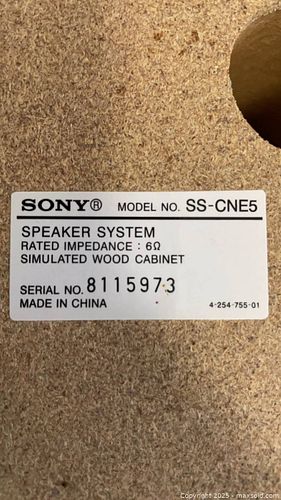 SONY® MODEL NO. SS-CNE5
SPEAKER SYSTEM
RATED IMPEDANCE : 6Ω
SIMULATED WOOD CABINET
SERIAL NO. 8115973
MADE IN CHINA 4-254-755-01
Copyright © 2025 - maxsold.com